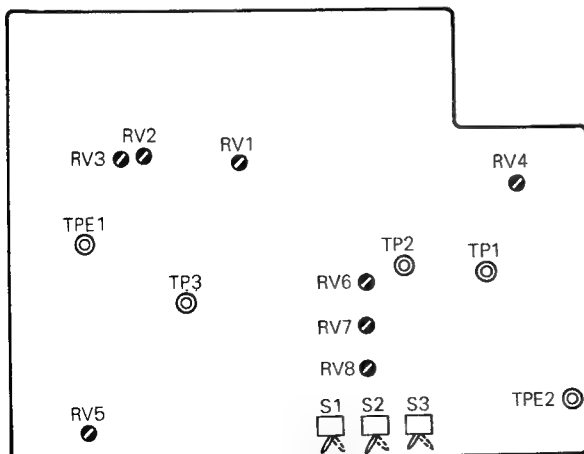 RV2
RV3
RV1
RV4
TPE1
TP2
TP1
TP3
RV6
RV7
RV8
TPE2
S1 S2 S3
RV5